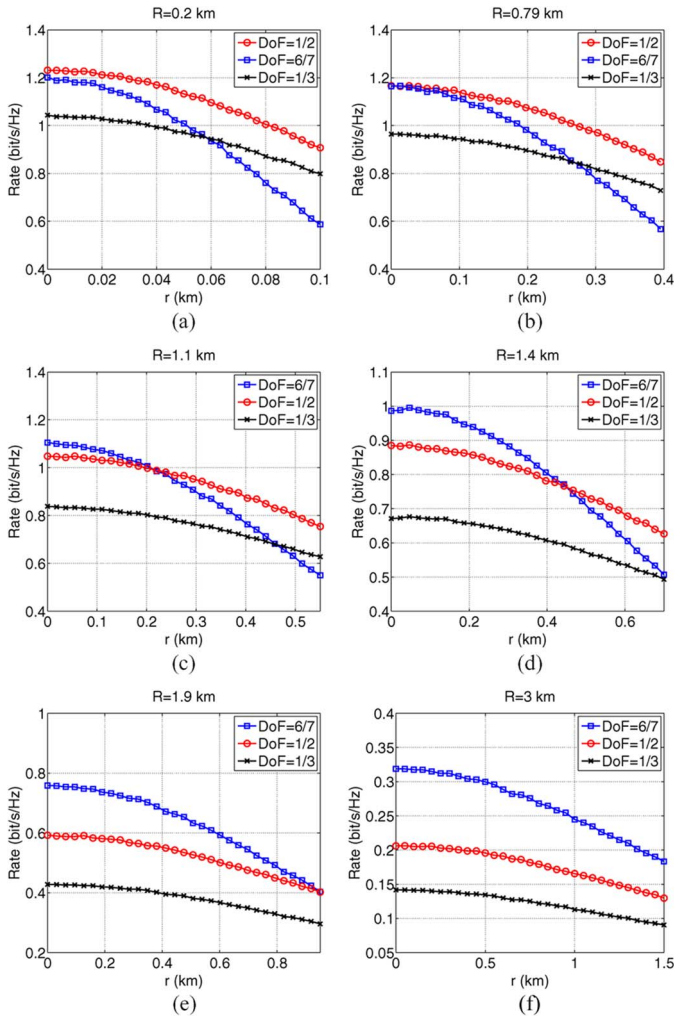 R=0.2 km
1.4
1.2
1
0.8
0.6
0.4
Rate (bit/s/Hz)
DoF=1/2
DoF=6/7
DoF=1/3
0 0.02 0.04 0.06 0.08 0.1
r (km)
(a)
R=0.79 km
1.4
1.2
1
0.8
0.6
0.4
Rate (bit/s/Hz)
DoF=1/2
DoF=6/7
DoF=1/3
0 0.1 0.2 0.3 0.4
r (km)
(b)
R=1.1 km
1.4
1.2
1
0.8
0.6
0.4
Rate (bit/s/Hz)
DoF=6/7
DoF=1/2
DoF=1/3
0 0.1 0.2 0.3 0.4 0.5
r (km)
(c)
R=1.4 km
1.1
1
0.9
0.8
0.7
0.6
0.5
0.4
Rate (bit/s/Hz)
DoF=6/7
DoF=1/2
DoF=1/3
0 0.2 0.4 0.6
r (km)
(d)
R=1.9 km
1
0.8
0.6
0.4
0.2
Rate (bit/s/Hz)
DoF=6/7
DoF=1/2
DoF=1/3
0 0.2 0.4 0.6 0.8
r (km)
(e)
R=3 km
0.4
0.35
0.3
0.25
0.2
0.15
0.1
0.05
Rate (bit/s/Hz)
DoF=6/7
DoF=1/2
DoF=1/3
0 0.5 1 1.5
r (km)
(f)